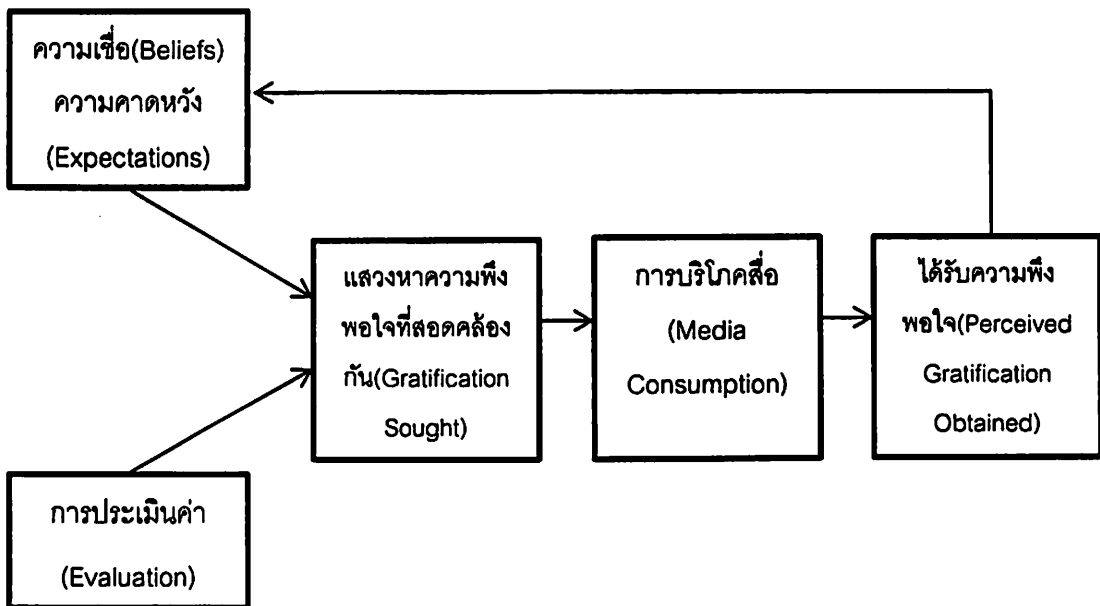 ความเชื่อ(Beliefs)
ความคาดหวัง
(Expectations)
แสวงหาความพึง
พอใจที่สอดคล้อง
กัน(Gratification
Sought)
การบริโภคสื่อ
(Media
Consumption)
ได้รับความพึง
พอใจ(Perceived
Gratification
Obtained)
การประเมินค่า
(Evaluation)